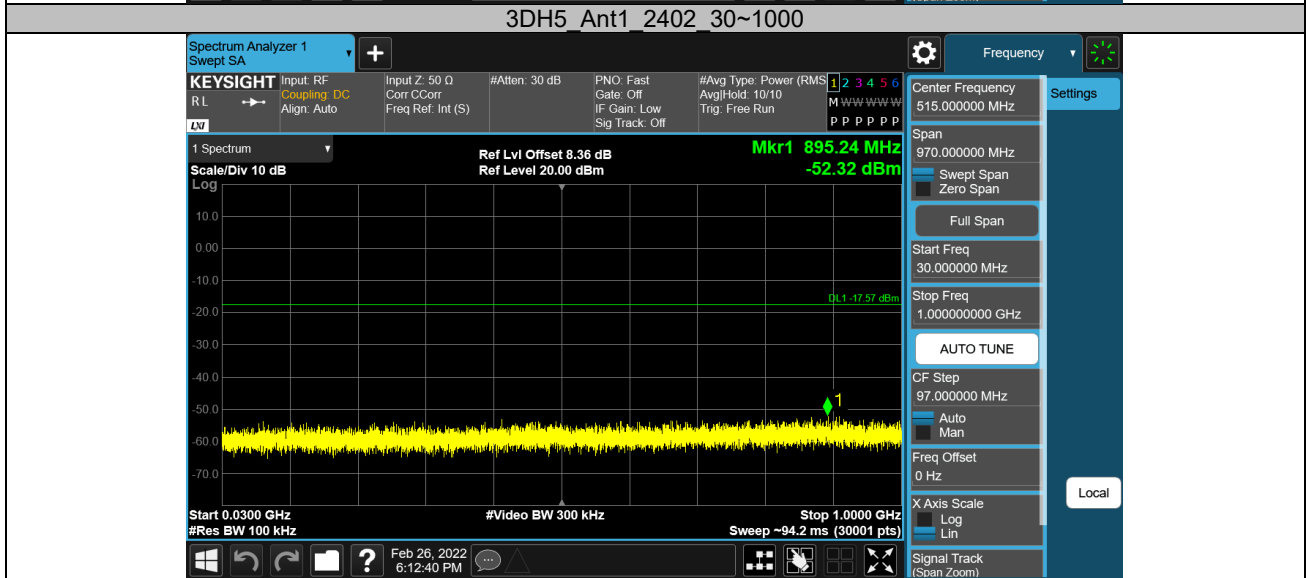 3DH5_Ant1_2402_30~1000
Spectrum Analyzer 1
Swept SA
+
Frequency
KEYSIGHT
R L
LXI
Input: RF
Coupling: DC
Align: Auto
Input Z: 50 Ω
Corr CCorr
Freq Ref: Int (S)
#Atten: 30 dB
PNO: Fast
Gate: Off
IF Gain: Low
Sig Track: Off
#Avg Type: Power (RMS
Avg|Hold: 10/10
Trig: Free Run
1 2 3 4 5 6
M W W W W W
P P P P P P
1 Spectrum
Scale/Div 10 dB
Log
Ref Lvl Offset 8.36 dB
Ref Level 20.00 dBm
Mkr1 895.24 MHz
-52.32 dBm
10.0
0.00
-10.0
-20.0
-30.0
-40.0
-50.0
-60.0
-70.0
DL1 -17.57 dBm
1
Start 0.0300 GHz
#Res BW 100 kHz
#Video BW 300 kHz
Stop 1.0000 GHz
Sweep ~94.2 ms (30001 pts)
Center Frequency
515.000000 MHz
Settings
Span
970.000000 MHz
Swept Span
Zero Span
Full Span
Start Freq
30.000000 MHz
Stop Freq
1.000000000 GHz
AUTO TUNE
CF Step
97.000000 MHz
Auto
Man
Freq Offset
0 Hz
X Axis Scale
Log
Lin
Local
Signal Track
(Span Zoom)
?
Feb 26, 2022
6:12:40 PM